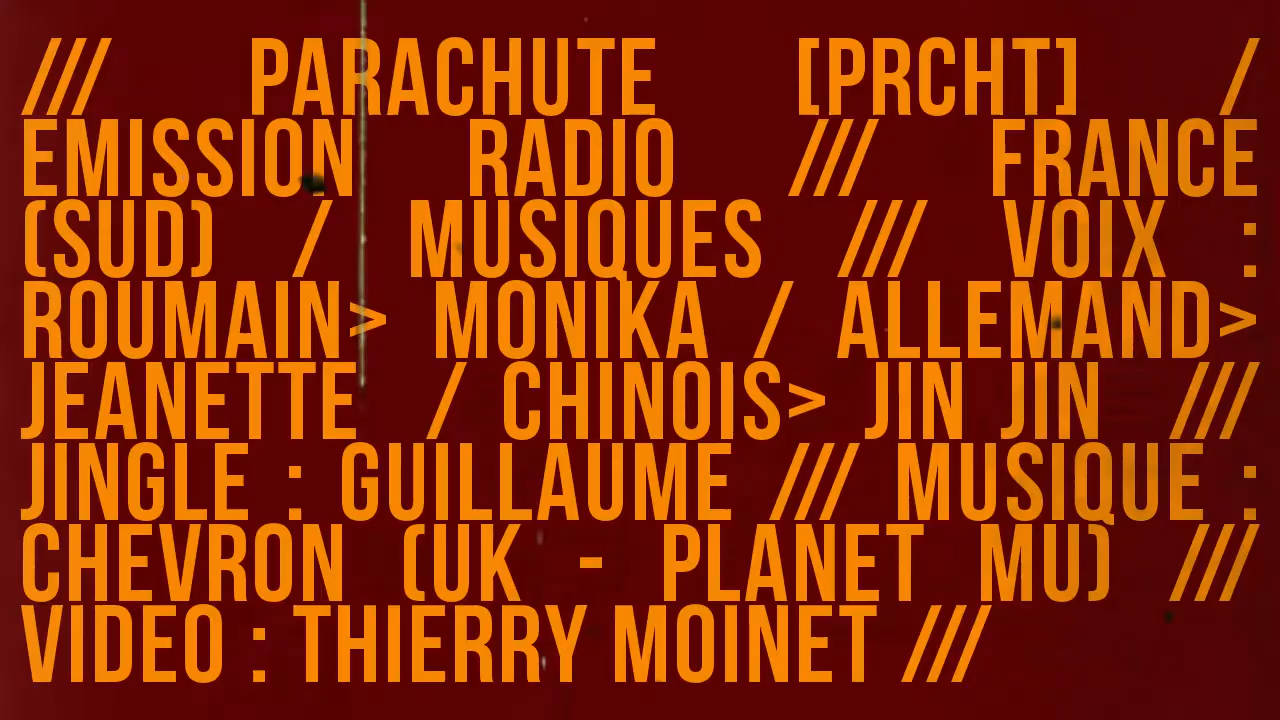 /// PARACHUTE [PRCHT] /
EMISSION RADIO /// FRANCE
(SUD) / MUSIQUES /// VOIX :
ROUMAIN> MONIKA / ALLEMAND>
JEANETTE / CHINOIS> JIN JIN ///
JINGLE : GUILLAUME /// MUSIQUE :
CHEVRON (UK - PLANET MU) ///
VIDEO : THIERRY MOINET ///